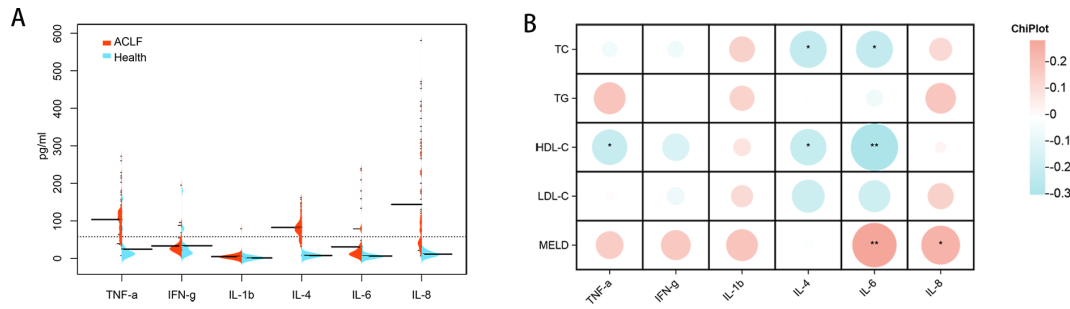 A
ACLF
Health
pg/ml
600
500
400
300
200
100
0
TNF-a IFN-g IL-1b IL-4 IL-6 IL-8
B
TC * *
TG
HDL-C * * **
LDL-C
MELD ** *
TNF-a IFN-g IL-1b IL-4 IL-6 IL-8
ChiPlot
-0.2
-0.1
-0
-0.1
-0.2
-0.3